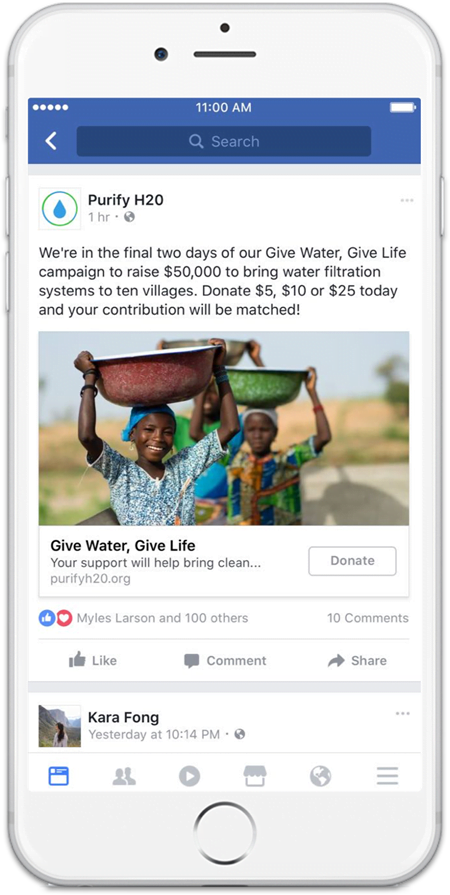 11:00 AM
Search
Purify H20
1 hr ·
We're in the final two days of our Give Water, Give Life
campaign to raise $50,000 to bring water filtration
systems to ten villages. Donate $5, $10 or $25 today
and your contribution will be matched!
Give Water, Give Life
Your support will help bring clean...
purifyh20.org
Donate
Myles Larson and 100 others
10 Comments
Like
Comment
Share
Kara Fong
Yesterday at 10:14 PM ·